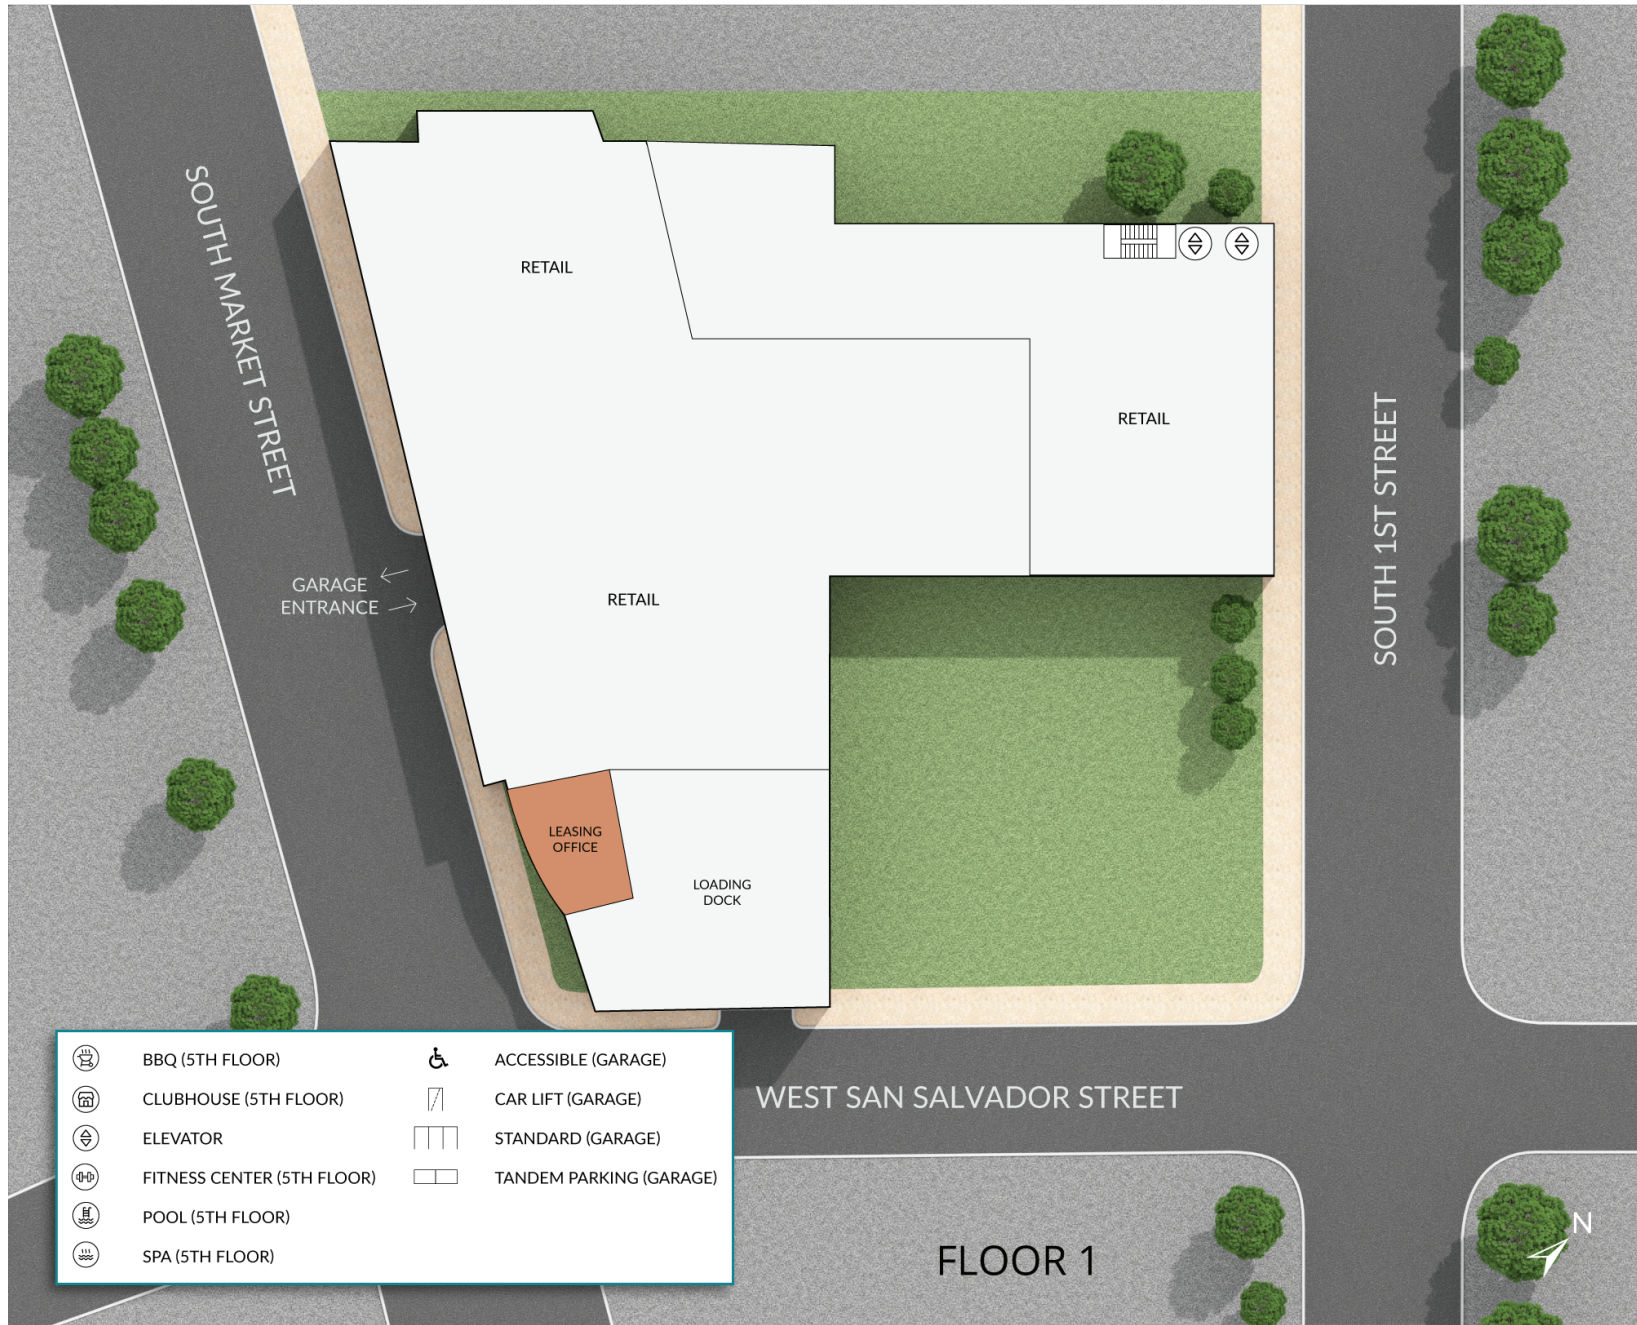 SOUTH MARKET STREET
RETAIL
RETAIL
SOUTH 1ST STREET
GARAGE
ENTRANCE
RETAIL
LEASING
OFFICE
LOADING
DOCK
BBQ (5TH FLOOR)
CLUBHOUSE (5TH FLOOR)
ELEVATOR
FITNESS CENTER (5TH FLOOR)
POOL (5TH FLOOR)
SPA (5TH FLOOR)
ACCESSIBLE (GARAGE)
CAR LIFT (GARAGE)
STANDARD (GARAGE)
TANDEM PARKING (GARAGE)
WEST SAN SALVADOR STREET
FLOOR 1
N